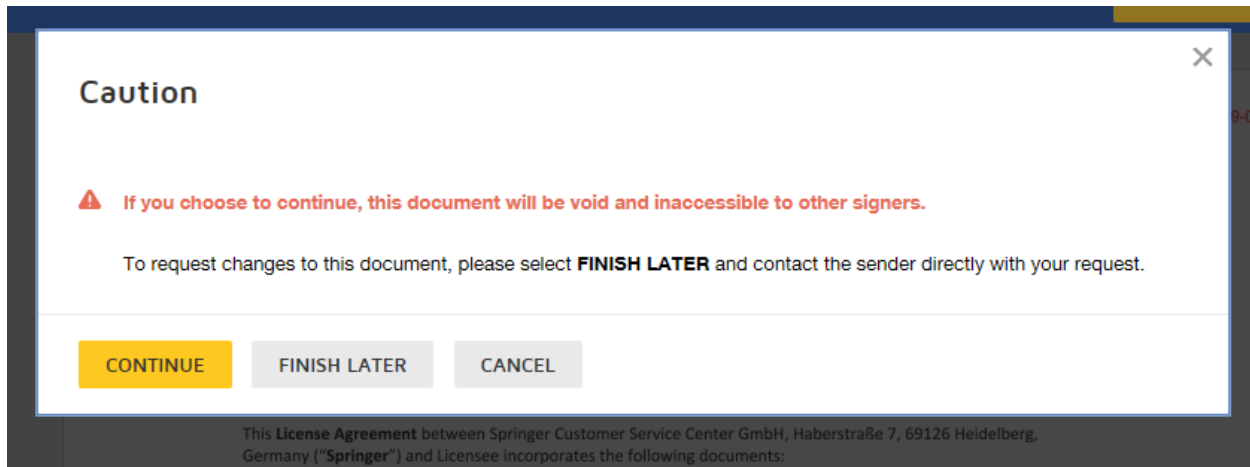 Caution
9-0
If you choose to continue, this document will be void and inaccessible to other signers.
To request changes to this document, please select FINISH LATER and contact the sender directly with your request.
CONTINUE FINISH LATER CANCEL
This License Agreement between Springer Customer Service Center GmbH, Haberstraße 7, 69126 Heidelberg,
Germany (“Springer”) and Licensee incorporates the following documents: